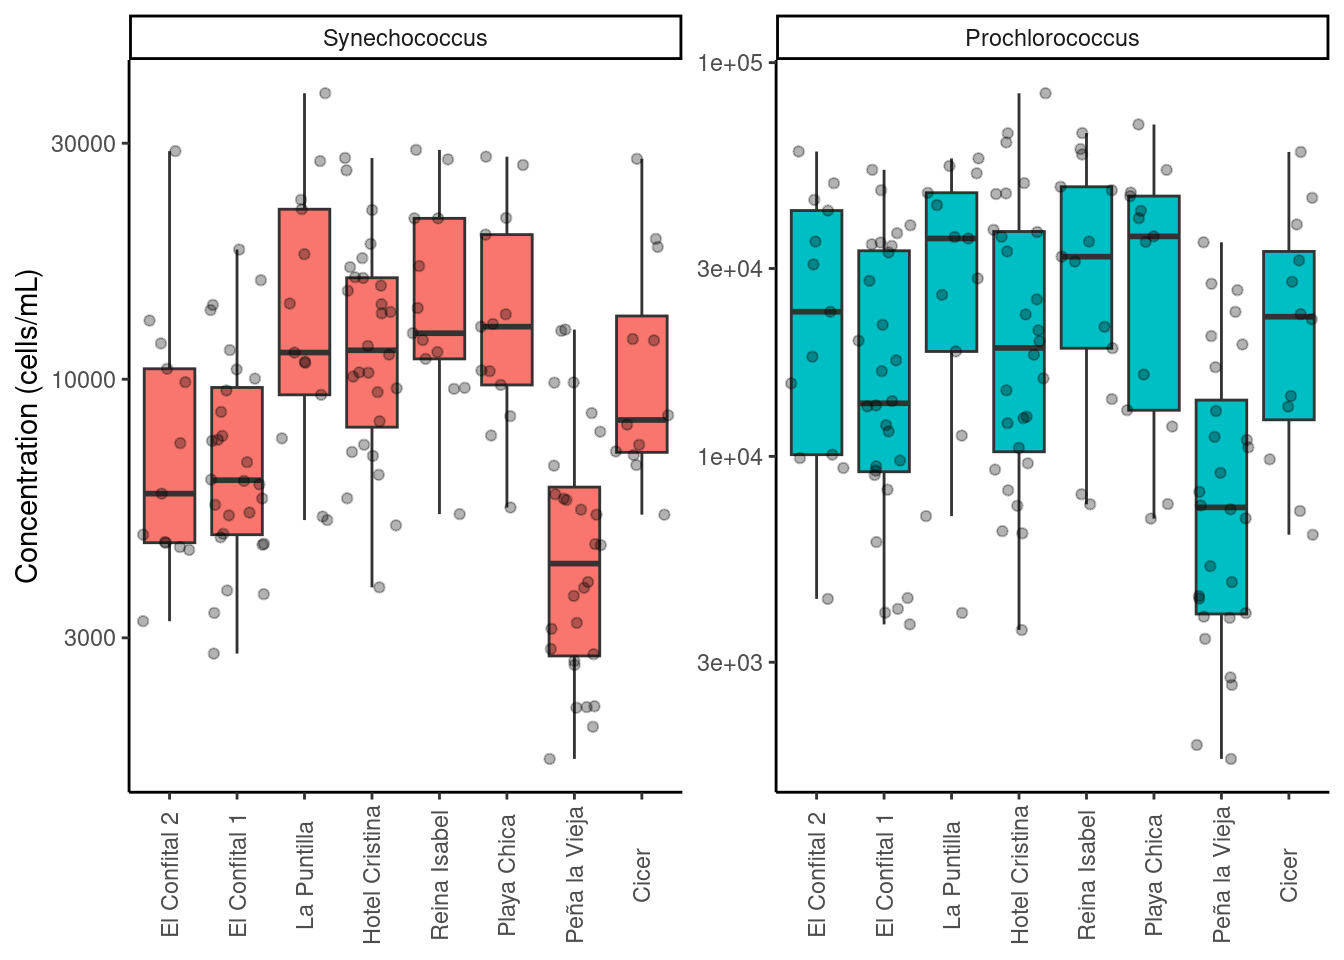 Synechococcus
Prochlorococcus
Concentration (cells/mL)
30000
10000
3000
1e+05
3e+04
1e+04
3e+03
El Confital 2
El Confital 1
La Puntilla
Hotel Cristina
Reina Isabel
Playa Chica
Peña la Vieja
Cicer
El Confital 2
El Confital 1
La Puntilla
Hotel Cristina
Reina Isabel
Playa Chica
Peña la Vieja
Cicer